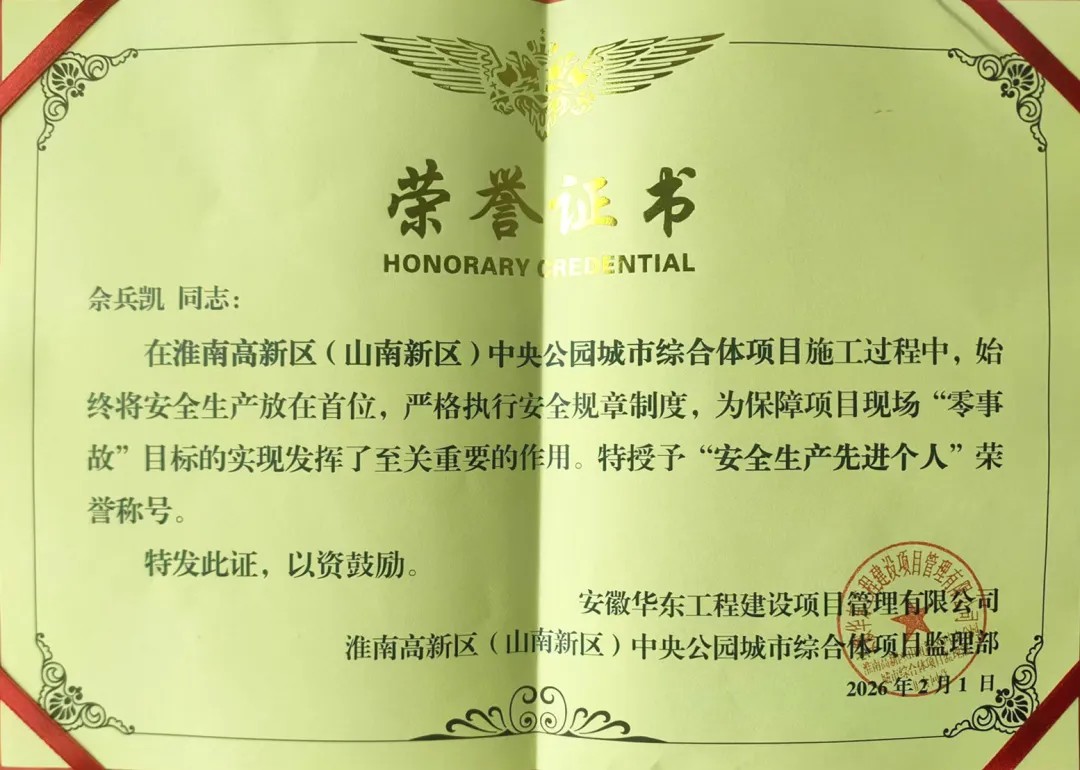 荣誉证书
HONORARY CREDENTIAL
佘兵凯 同志：
在淮南高新区（山南新区）中央公园城市综合体项目施工过程中，始
终将安全生产放在首位，严格执行安全规章制度，为保障项目现场“零事
故”目标的实现发挥了至关重要的作用。特授予“安全生产先进个人”荣
誉称号。
特发此证，以资鼓励。
安徽华东工程建设项目管理有限公司
淮南高新区（山南新区）中央公园城市综合体项目监理部
2026年2月1日